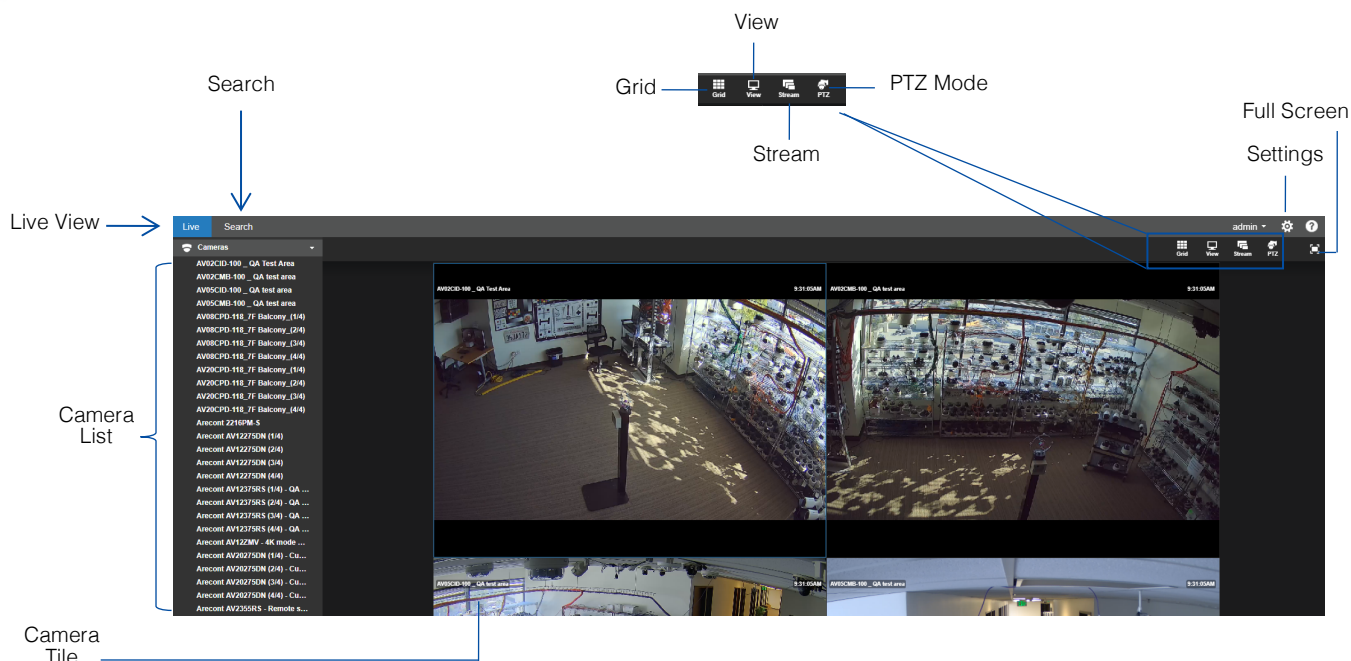 View
Grid
Grid View Stream PTZ
PTZ Mode
Search
Stream
Full Screen
Settings
Live View
Live Search
admin
?
Cameras
Grid View Stream PTZ
AV02CID-100 _ QA Test Area
AV02CMB-100 _ QA test area
AV05CID-100 _ QA test area
AV05CMB-100 _ QA test area
AV08CPD-118_7F Balcony_(1/4)
AV08CPD-118_7F Balcony_(2/4)
AV08CPD-118_7F Balcony_(3/4)
AV08CPD-118_7F Balcony_(4/4)
AV20CPD-118_7F Balcony_(1/4)
AV20CPD-118_7F Balcony_(2/4)
AV20CPD-118_7F Balcony_(3/4)
AV20CPD-118_7F Balcony_(4/4)
Arecont 2216PM-S
Arecont AV12275DN (1/4)
Arecont AV12275DN (2/4)
Arecont AV12275DN (3/4)
Arecont AV12275DN (4/4)
Arecont AV12375RS (1/4) - QA ...
Arecont AV12375RS (2/4) - QA ...
Arecont AV12375RS (3/4) - QA ...
Arecont AV12375RS (4/4) - QA ...
Arecont AV12ZMV - 4K mode ...
Arecont AV20275DN (1/4) - Cu...
Arecont AV20275DN (2/4) - Cu...
Arecont AV20275DN (3/4) - Cu...
Arecont AV20275DN (4/4) - Cu...
Arecont AV2355RS - Remote s...
Camera
List
AV02CID-100 _ QA Test Area 9:31:05AM
AV02CMB-100 _ QA test area 9:31:05AM
AV05CID-100 _ QA test area 9:31:05AM
AV05CMB-100 _ QA test area 9:31:05AM
Camera
Tile